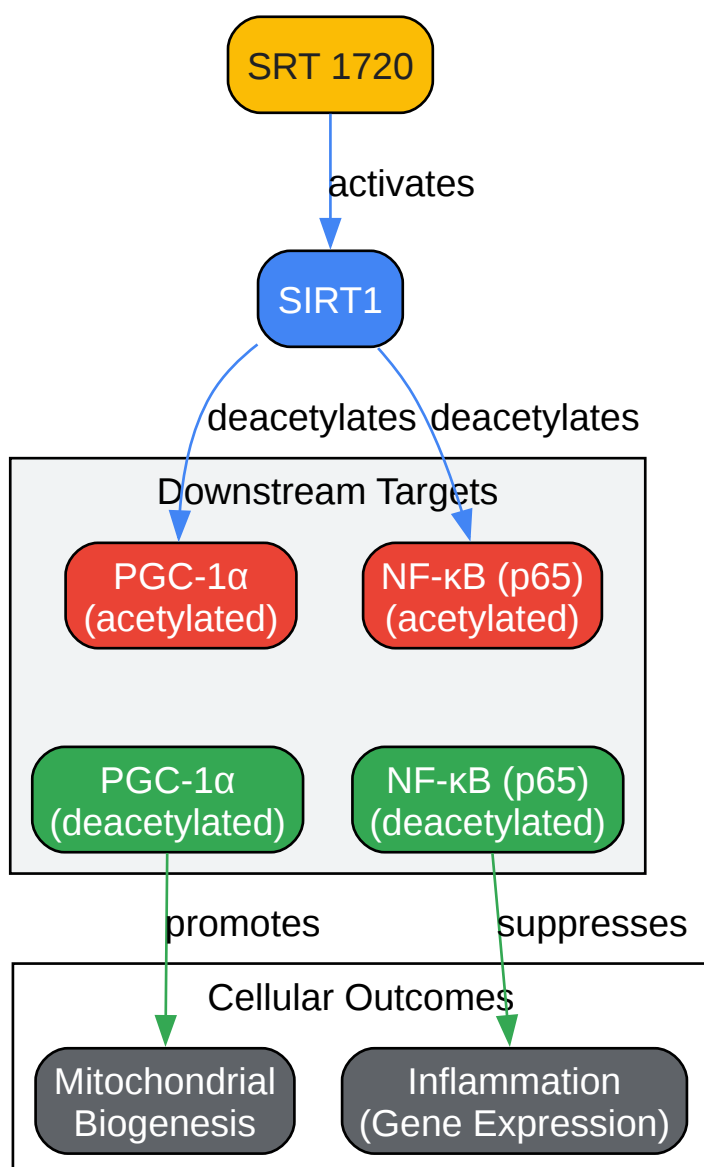 SRT 1720
activates
SIRT1
deacetylates deacetylates
Downstream Targets
PGC-1α
(acetylated)
NF-κB (p65)
(acetylated)
PGC-1α
(deacetylated)
NF-κB (p65)
(deacetylated)
promotes
suppresses
Cellular Outcomes
Mitochondrial
Biogenesis
Inflammation
(Gene Expression)